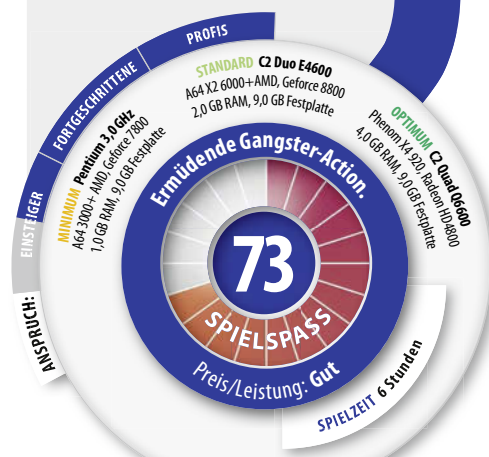 ANSPRUCH:
EINSTEIGER
FORTGESCHRITTENE
PROFIS
MINIMUM Pentium 3,0 GHz
A64 3000+ AMD, Geforce 7800
1,0 GB RAM, 9,0 GB Festplatte
STANDARD C2 Duo E4600
A64 X2 6000+AMD, Geforce 8800
2,0 GB RAM, 9,0 GB Festplatte
OPTIMUM C2 Quad Q6600
Phenom X4 920, Radeon HD4800
4,0 GB RAM, 9,0 GB Festplatte
Ermüdende Gangster-Action.
73
SPIELSPASS
Preis/Leistung: Gut
SPIELZEIT 6 Stunden